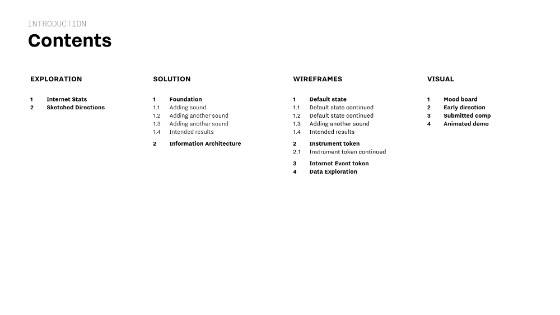 INTRODUCTION
Contents
EXPLORATION
1 Internet Stats
2 Sketched Directions
SOLUTION
1 Foundation
1.1 Adding sound
1.2 Adding another sound
1.3 Adding another sound
1.4 Intended results
2 Information Architecture
WIREFRAMES
1 Default state
1.1 Default state continued
1.2 Default state continued
1.3 Adding another sound
1.4 Intended results
2 Instrument token
2.1 Instrument token continued
3 Internet Event token
4 Data Exploration
VISUAL
1 Mood board
2 Early direction
3 Submitted comp
4 Animated demo